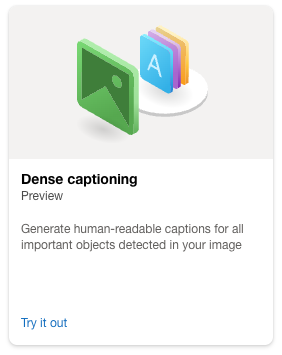 A
Dense captioning
Preview
Generate human-readable captions for all
important objects detected in your image
Try it out